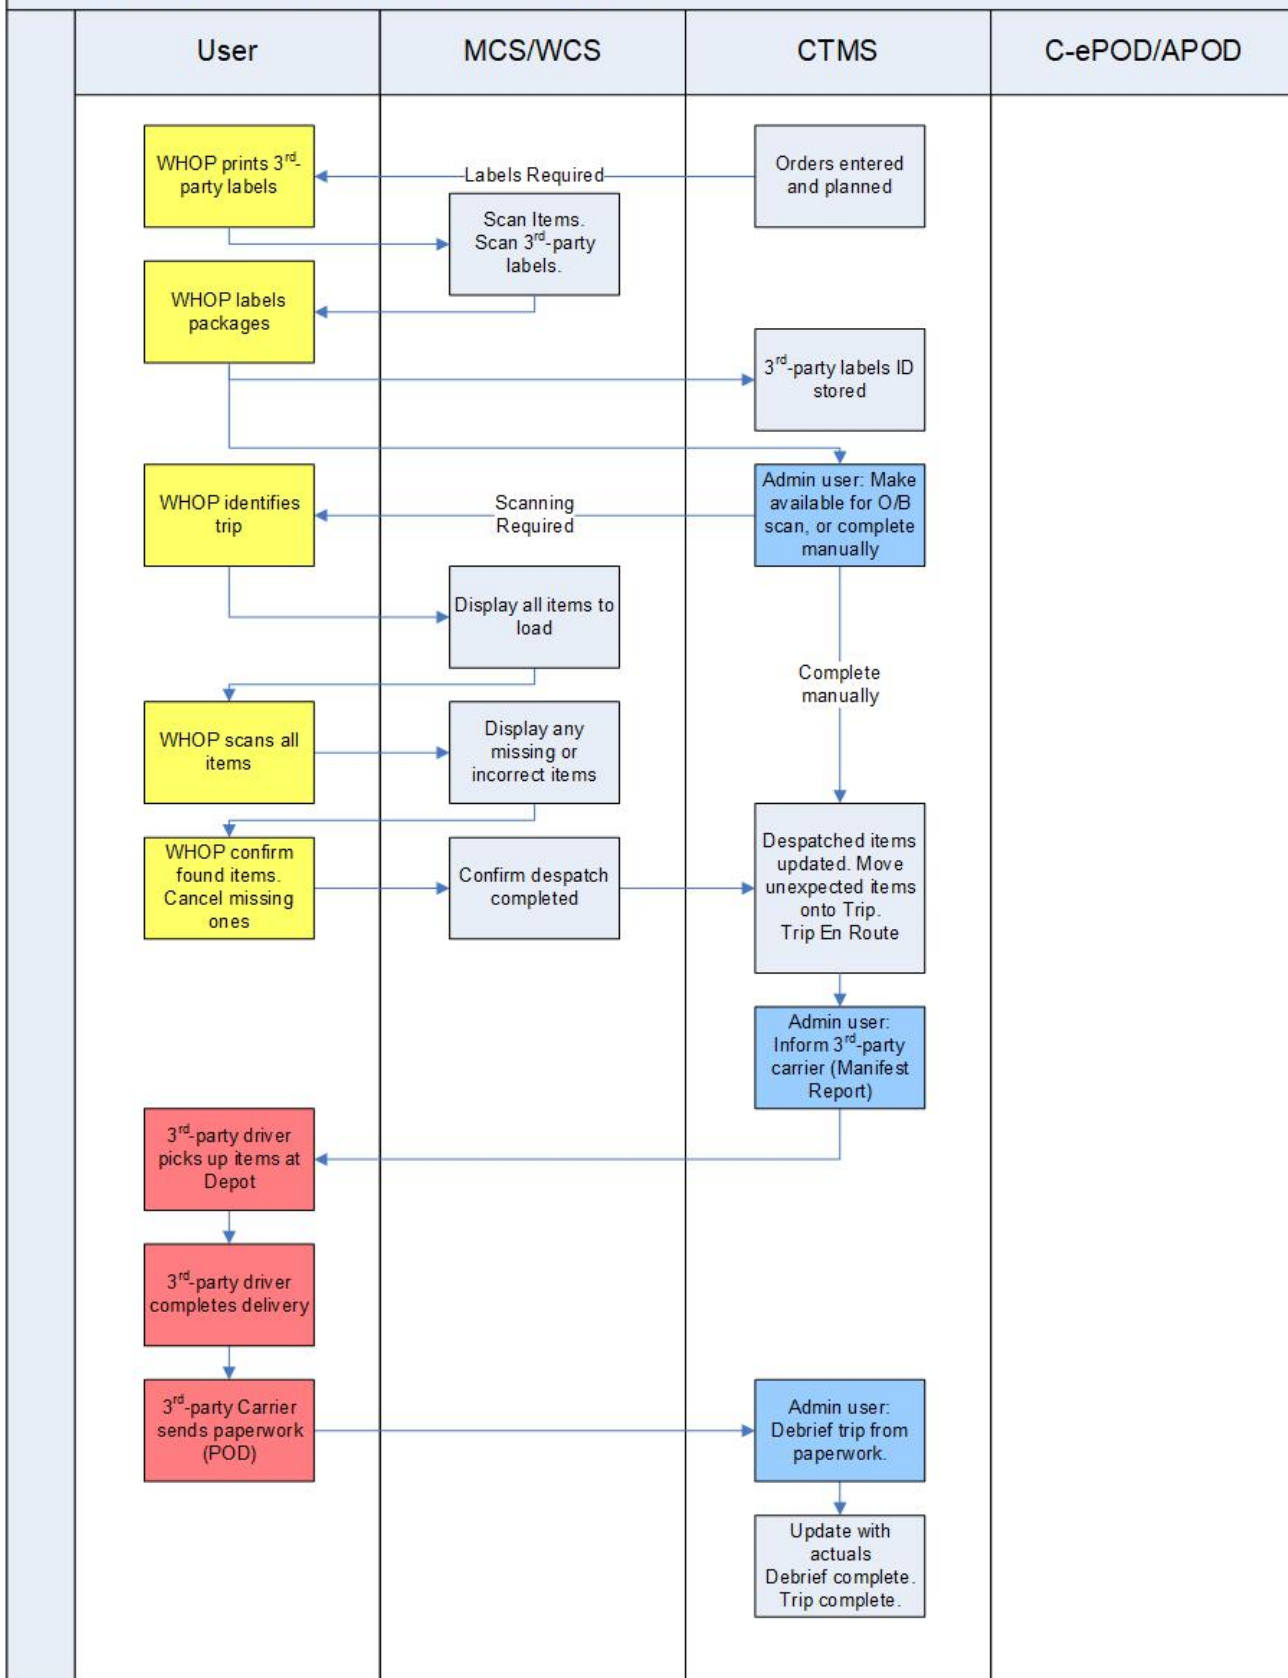 User
MCS/WCS
CTMS
C-ePOD/APOD
WHOP prints 3rd-
party labels
Labels Required
Orders entered
and planned
Scan Items.
Scan 3rd-party
labels.
WHOP labels
packages
3rd-party labels ID
stored
WHOP identifies
trip
Scanning
Required
Admin user: Make
available for O/B
scan, or complete
manually
Display all items to
load
Complete
manually
WHOP scans all
items
Display any
missing or
incorrect items
WHOP confirm
found items.
Cancel missing
ones
Confirm despatch
completed
Despatched items
updated. Move
unexpected items
onto Trip.
Trip En Route
Admin user:
Inform 3rd-party
carrier (Manifest
Report)
3rd-party driver
picks up items at
Depot
3rd-party driver
completes delivery
3rd-party Carrier
sends paperwork
(POD)
Admin user:
Debrief trip from
paperwork.
Update with
actuals
Debrief complete.
Trip complete.